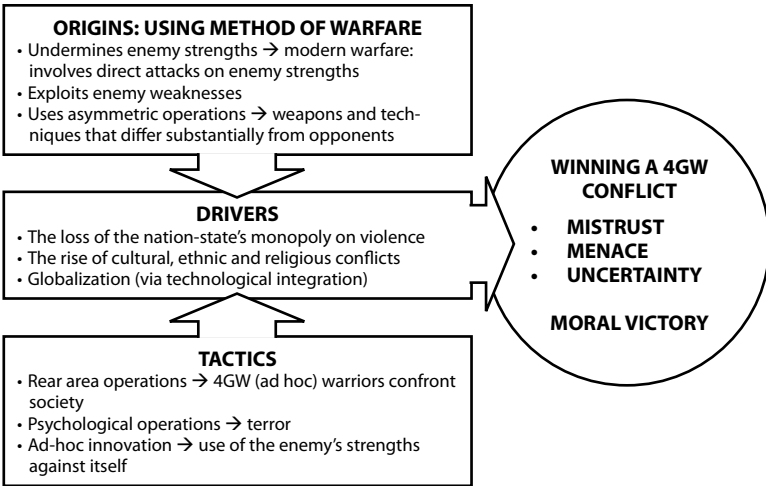 ORIGINS: USING METHOD OF WARFARE
• Undermines enemy strengths → modern warfare:
involves direct attacks on enemy strengths
• Exploits enemy weaknesses
• Uses asymmetric operations → weapons and tech-
niques that differ substantially from opponents
DRIVERS
• The loss of the nation-state's monopoly on violence
• The rise of cultural, ethnic and religious conflicts
• Globalization (via technological integration)
TACTICS
• Rear area operations → 4GW (ad hoc) warriors confront
society
• Psychological operations → terror
• Ad-hoc innovation → use of the enemy's strengths
against itself
WINNING A 4GW
CONFLICT
• MISTRUST
• MENACE
• UNCERTAINTY
MORAL VICTORY